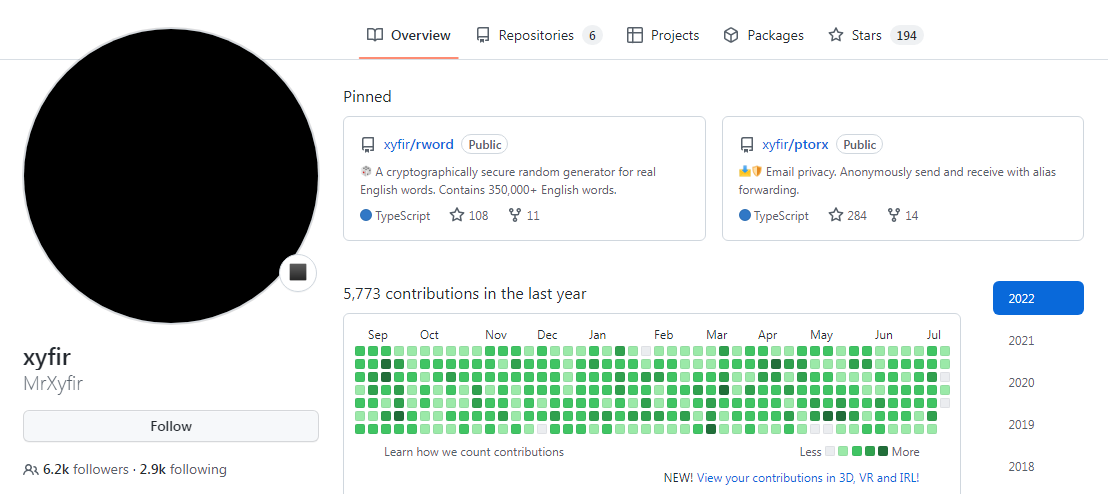 Overview
Repositories 6
Projects
Packages
Stars 194
Pinned
xyfir/rword Public
A cryptographically secure random generator for real
English words. Contains 350,000+ English words.
TypeScript 108 11
xyfir/ptorx Public
Email privacy. Anonymously send and receive with alias
forwarding.
TypeScript 284 14
xyfir
MrXyfir
Follow
6.2k followers · 2.9k following
5,773 contributions in the last year
Sep Oct Nov Dec Jan Feb Mar Apr May Jun Jul
Learn how we count contributions
Less More
NEW! View your contributions in 3D, VR and IRL!
2022
2021
2020
2019
2018